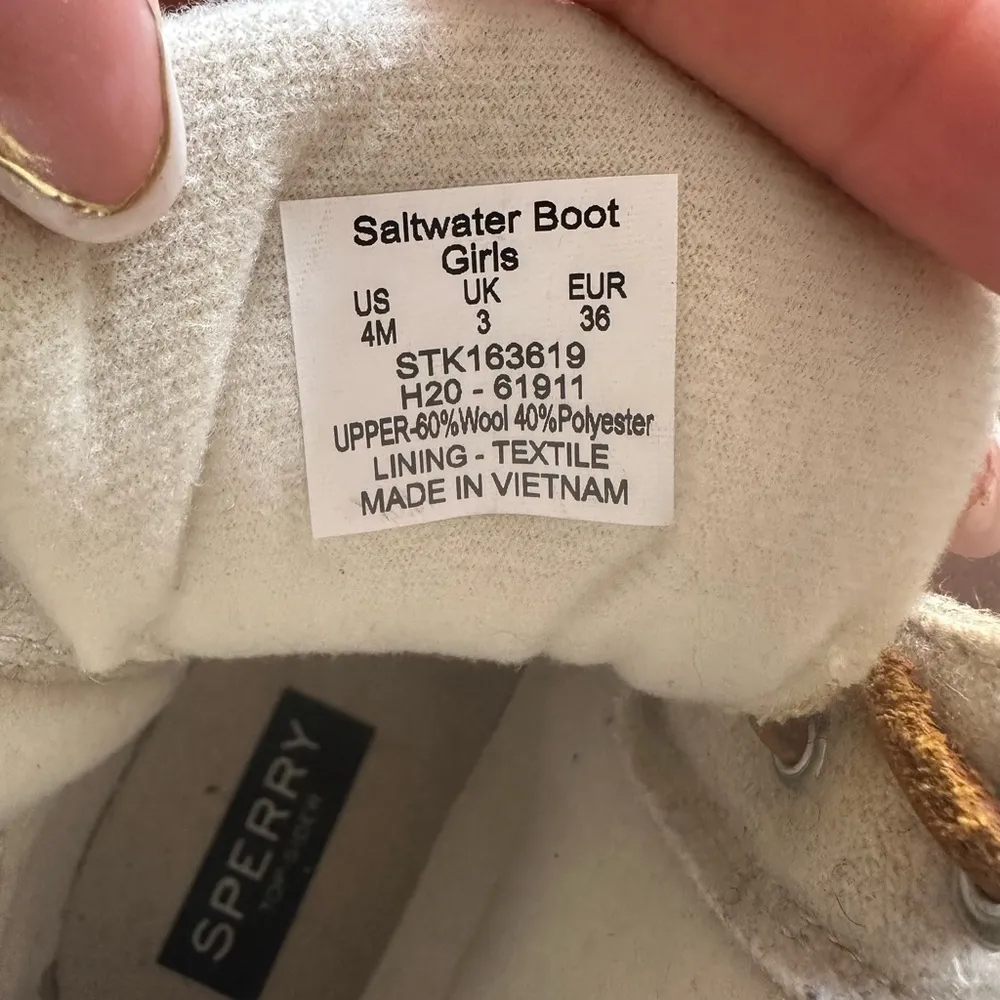 Saltwater Boot
Girls
US UK EUR
4M 3 36
STK163619
H20 - 61911
UPPER-60%Wool 40%Polyester
LINING - TEXTILE
MADE IN VIETNAM
SPERRY
TOP-SIDER